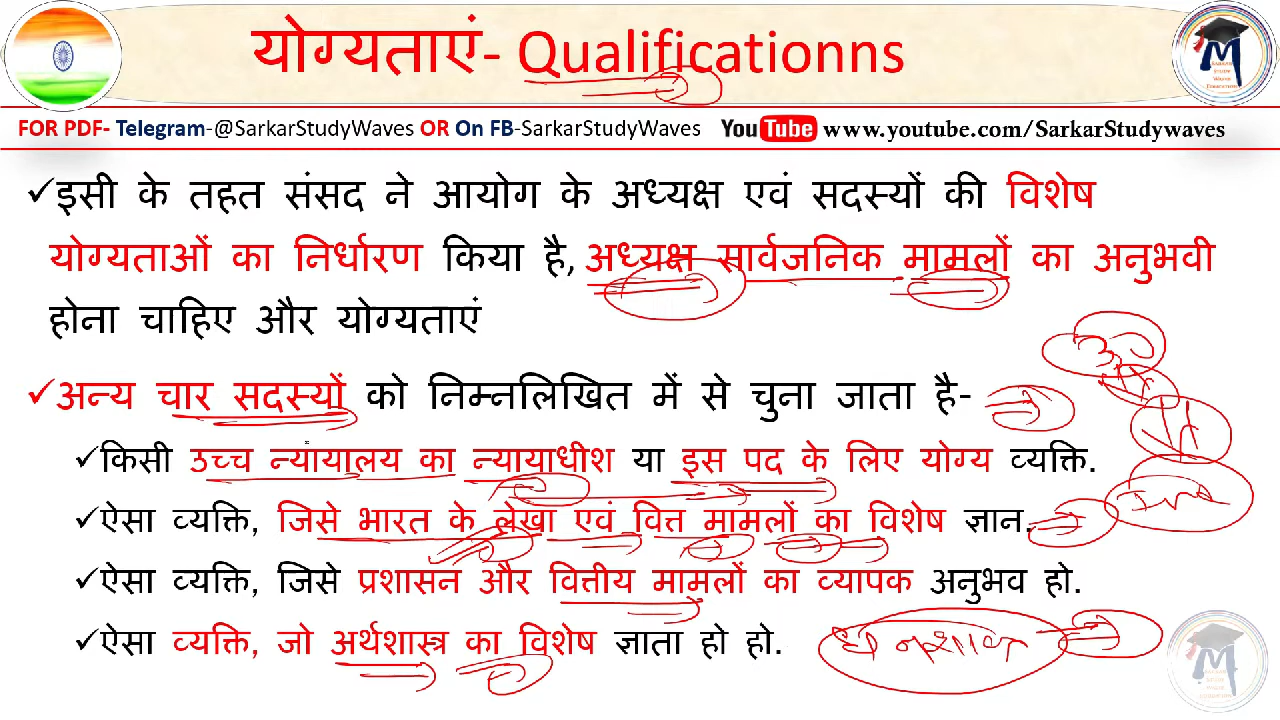 योग्यताएं- Qualificationns
FOR PDF- Telegram-@SarkarStudyWaves OR On FB-SarkarStudyWaves YouTube www.youtube.com/SarkarStudywaves
✓इसी के तहत संसद ने आयोग के अध्यक्ष एवं सदस्यों की विशेष
योग्यताओं का निर्धारण किया है, अध्यक्ष सार्वजनिक मामलों का अनुभवी
होना चाहिए और योग्यताएं
✓अन्य चार सदस्यों को निम्नलिखित में से चुना जाता है-
✓किसी उच्च न्यांयालय का न्यायाधीश या इस पद के लिए योग्य व्यक्ति.
✓ऐसा व्यक्ति, जिसे भारत के लेखा एवं वित्त मामलों का विशेष ज्ञान.
✓ऐसा व्यक्ति, जिसे प्रशासन और वित्तीय मामलों का व्यापक अनुभव हो.
✓ऐसा व्यक्ति, जो अर्थशास्त्र का विशेष ज्ञाता हो हो.